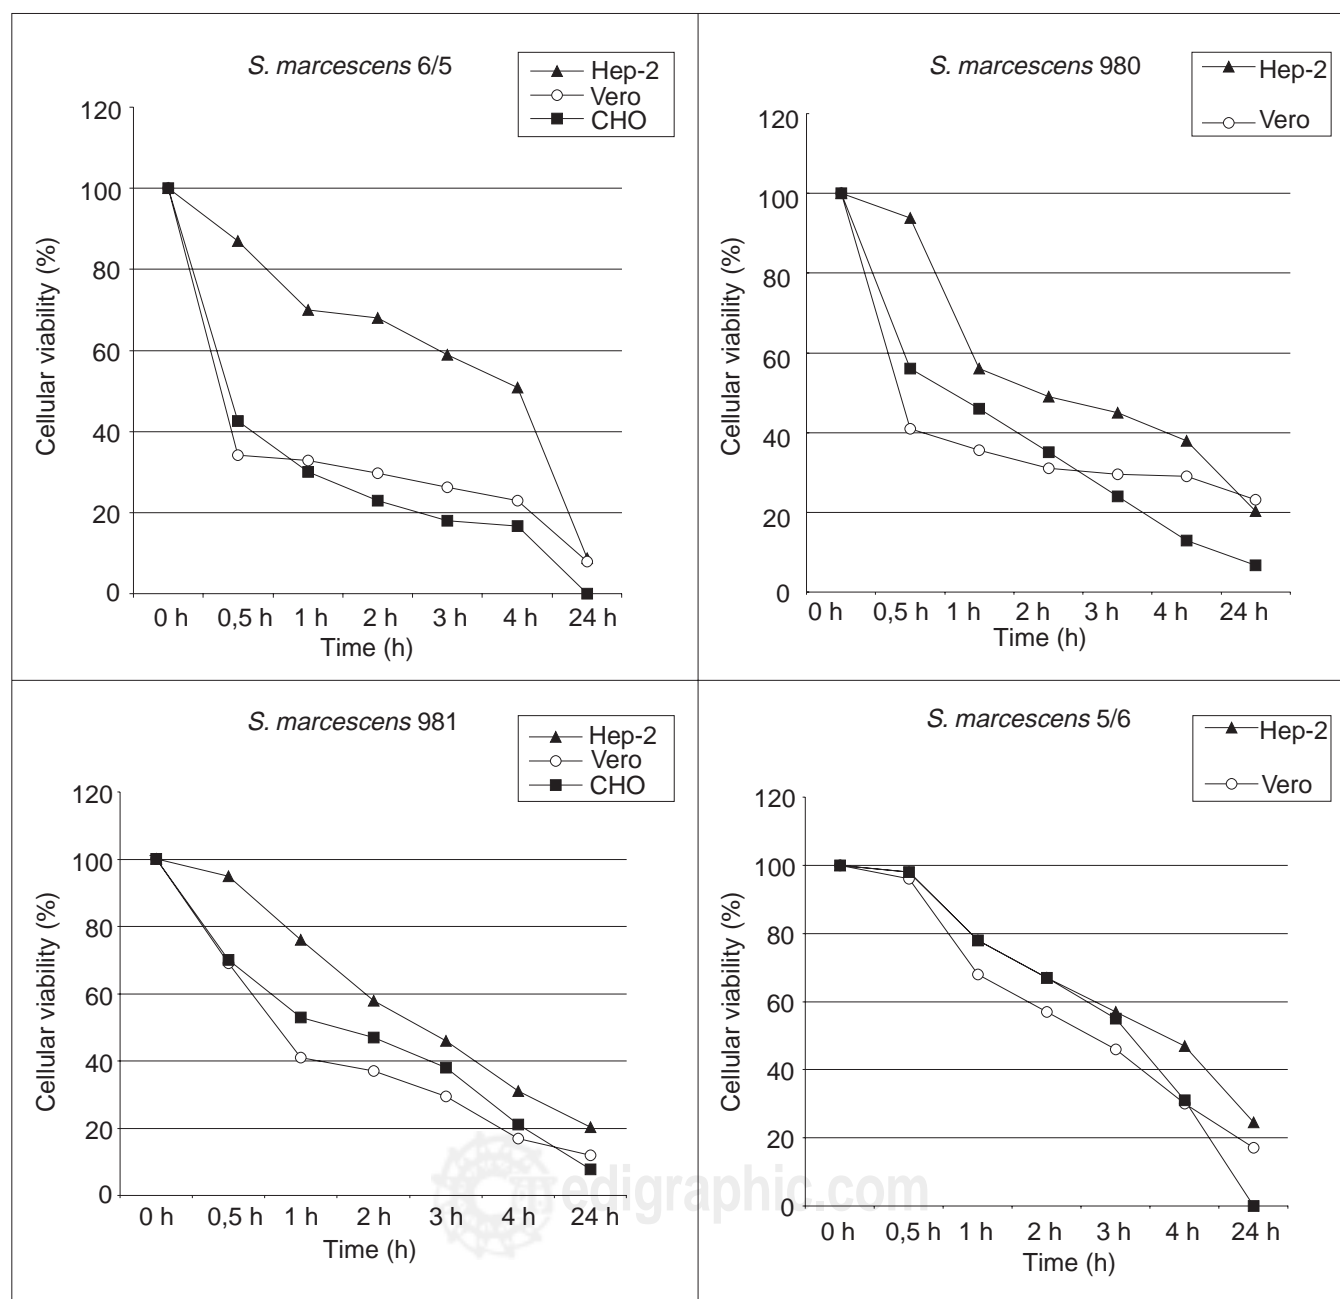 S. marcescens 6/5
Hep-2
Vero
CHO
120
100
80
60
40
20
0
Cellular viability (%)
0 h 0,5 h 1 h 2 h 3 h 4 h 24 h
Time (h)
S. marcescens 980
Hep-2
Vero
120
100
80
60
40
20
0
Cellular viability (%)
0 h 0,5 h 1 h 2 h 3 h 4 h 24 h
Time (h)
S. marcescens 981
Hep-2
Vero
CHO
120
100
80
60
40
20
0
Cellular viability (%)
0 h 0,5 h 1 h 2 h 3 h 4 h 24 h
Time (h)
S. marcescens 5/6
Hep-2
Vero
120
100
80
60
40
20
0
Cellular viability (%)
0 h 0,5 h 1 h 2 h 3 h 4 h 24 h
Time (h)
edigraphic.com